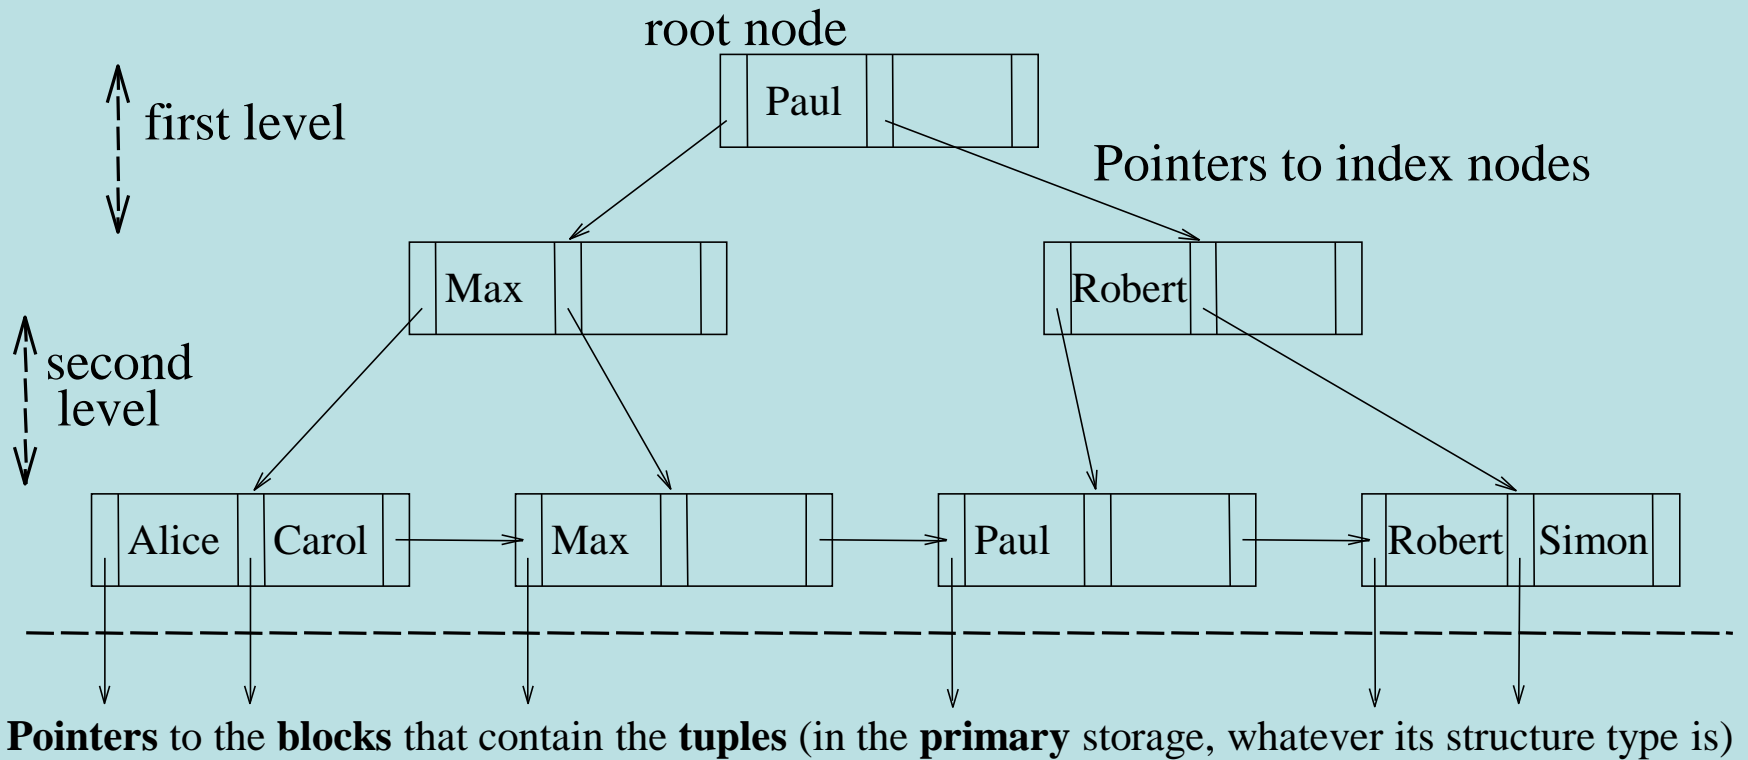 root node
Paul
first level
Pointers to index nodes
Max
Robert
second
level
Alice Carol Max Paul Robert Simon
Pointers to the blocks that contain the tuples (in the primary storage, whatever its structure type is)